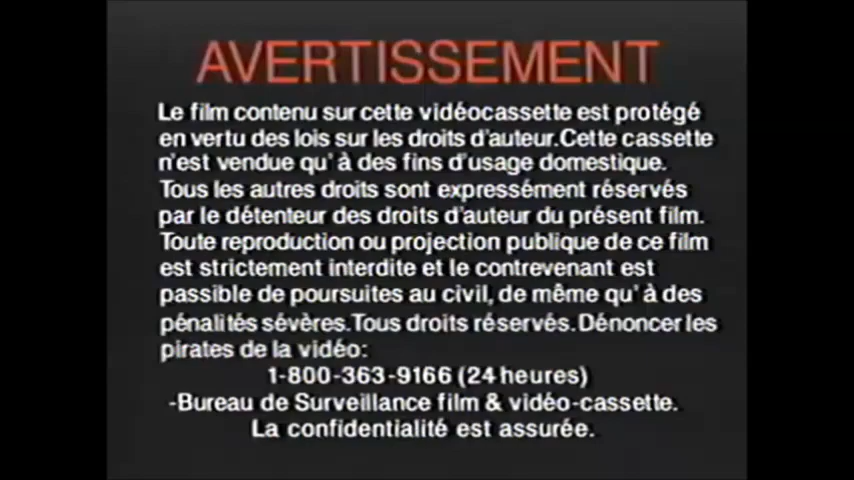 AVERTISSEMENT
Le film contenu sur cette vidéocassette est protégé
en vertu des lois sur les droits d'auteur.Cette cassette
n'est vendue qu' à des fins d'usage domestique.
Tous les autres droits sont expressément réservés
par le détenteur des droits d'auteur du présent film.
Toute reproduction ou projection publique de ce film
est strictement interdite et le contrevenant est
passible de poursuites au civil, de même qu' à des
pénalités sévères.Tous droits réservés.Dénoncer les
pirates de la vidéo:
1-800-363-9166 (24 heures)
-Bureau de Surveillance film & vidéo-cassette.
La confidentialité est assurée.